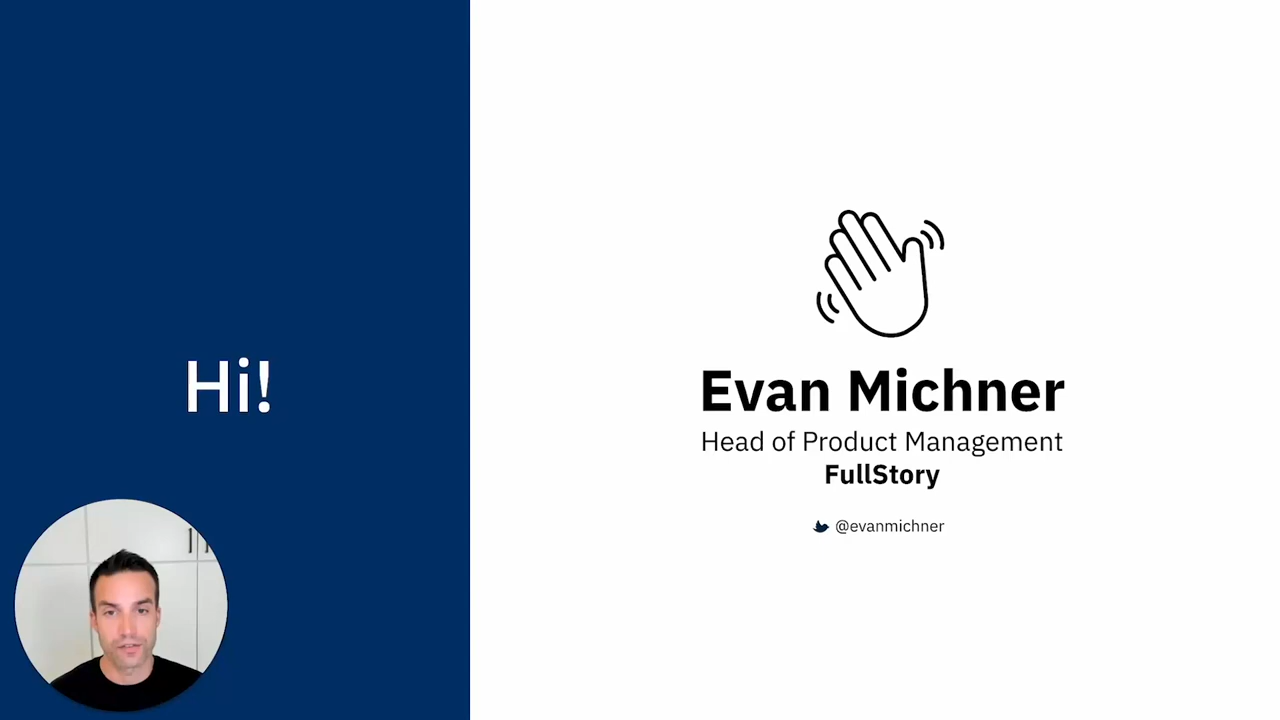 Hi!
Evan Michner
Head of Product Management
FullStory
@evanmichner